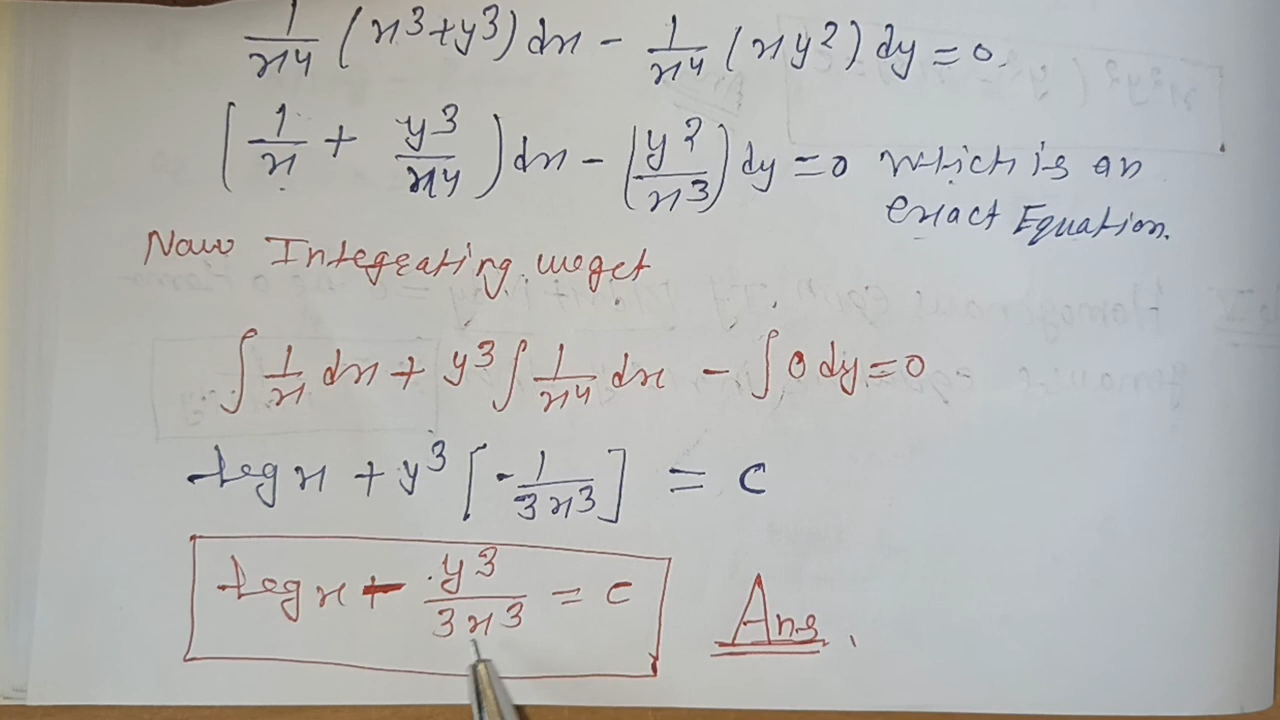 1/x⁴ (x³+y³) dx - 1/x⁴ (xy²) dy = 0.
(1/x + y³/x⁴) dx - (y²/x³) dy = 0 which is an
exact Equation.
Now Integrating we get
∫ 1/x dx + y³ ∫ 1/x⁴ dx - ∫ 0 dy = 0
log x + y³ [-1/3x³] = c
log x - y³/3x³ = c Ans.